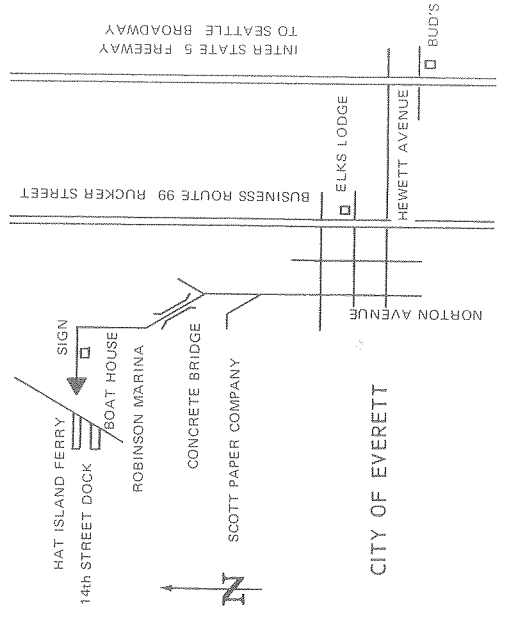 INTER STATE 5 FREEWAY
TO SEATTLE BROADWAY
BUD'S
ELKS LODGE
HEWETT AVENUE
BUSINESS ROUTE 99 RUCKER STREET
NORTON AVENUE
SIGN
BOAT HOUSE
ROBINSON MARINA
CONCRETE BRIDGE
SCOTT PAPER COMPANY
HAT ISLAND FERRY
14th STREET DOCK
CITY OF EVERETT
N